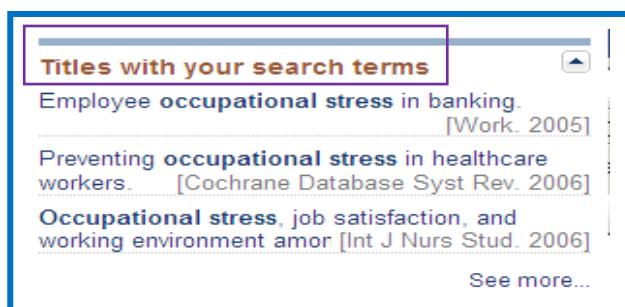 Titles with your search terms
Employee occupational stress in banking.
[Work. 2005]
Preventing occupational stress in healthcare
workers. [Cochrane Database Syst Rev. 2006]
Occupational stress, job satisfaction, and
working environment amor [Int J Nurs Stud. 2006]
See more...